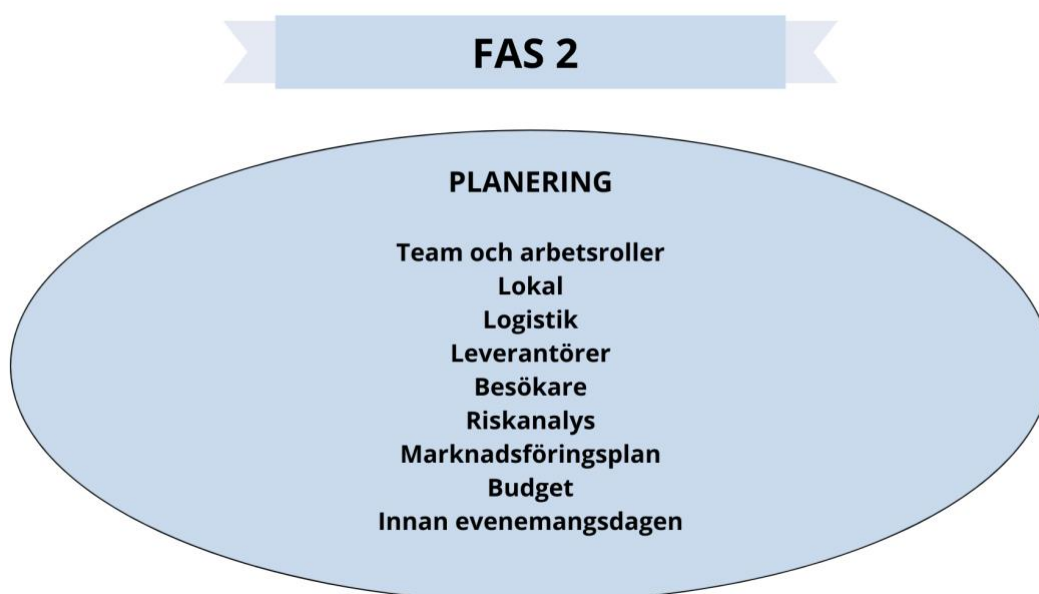 FAS 2
PLANERING
Team och arbetsroller
Lokal
Logistik
Leverantörer
Besökare
Riskanalys
Marknadsföringsplan
Budget
Innan evenemangsdagen